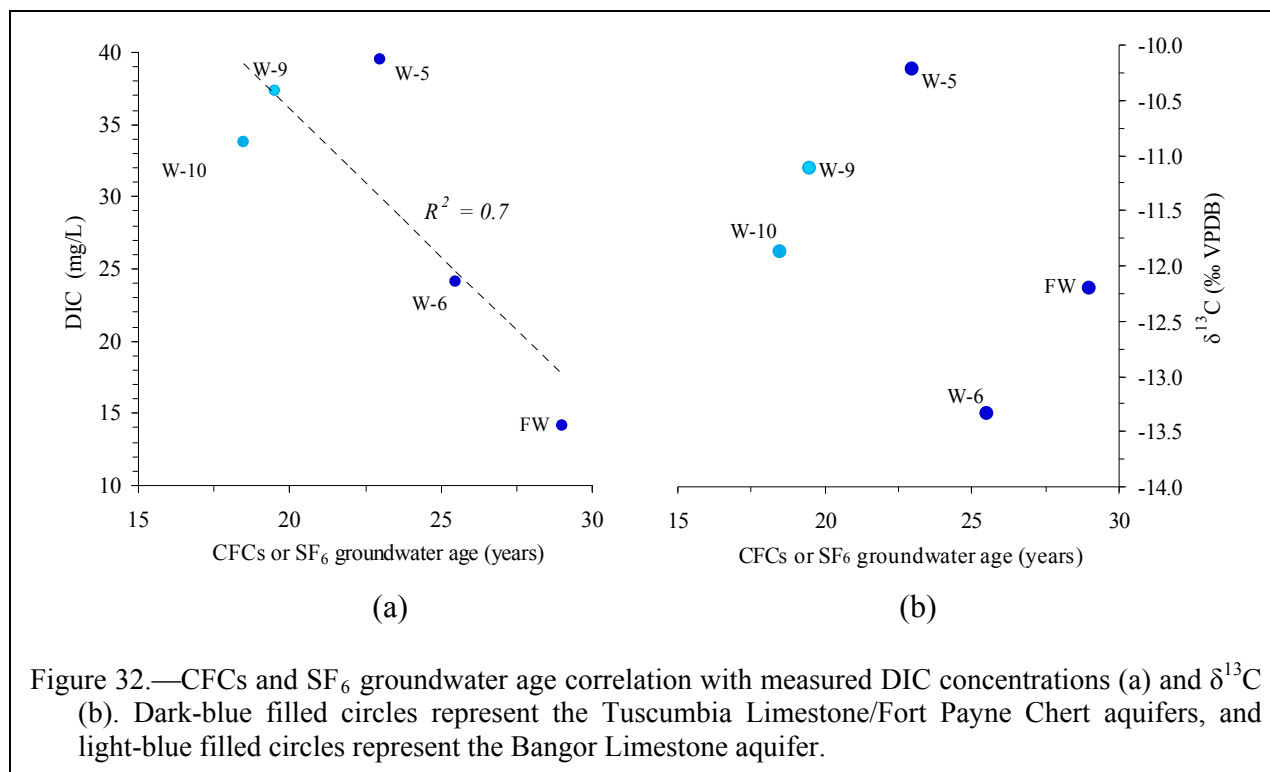 40
35
30
25
20
15
10
DIC (mg/L)
W-9
W-5
W-10
R² = 0.7
W-6
FW
15 20 25 30
CFCs or SF₆ groundwater age (years)
(a)
-10.0
-10.5
-11.0
-11.5
-12.0
-12.5
-13.0
-13.5
-14.0
δ¹³C (‰ VPDB)
W-5
W-9
W-10
FW
W-6
15 20 25 30
CFCs or SF6 groundwater age (years)
(b)
Figure 32.—CFCs and SF₆ groundwater age correlation with measured DIC concentrations (a) and δ¹³C
(b). Dark-blue filled circles represent the Tuscumbia Limestone/Fort Payne Chert aquifers, and
light-blue filled circles represent the Bangor Limestone aquifer.